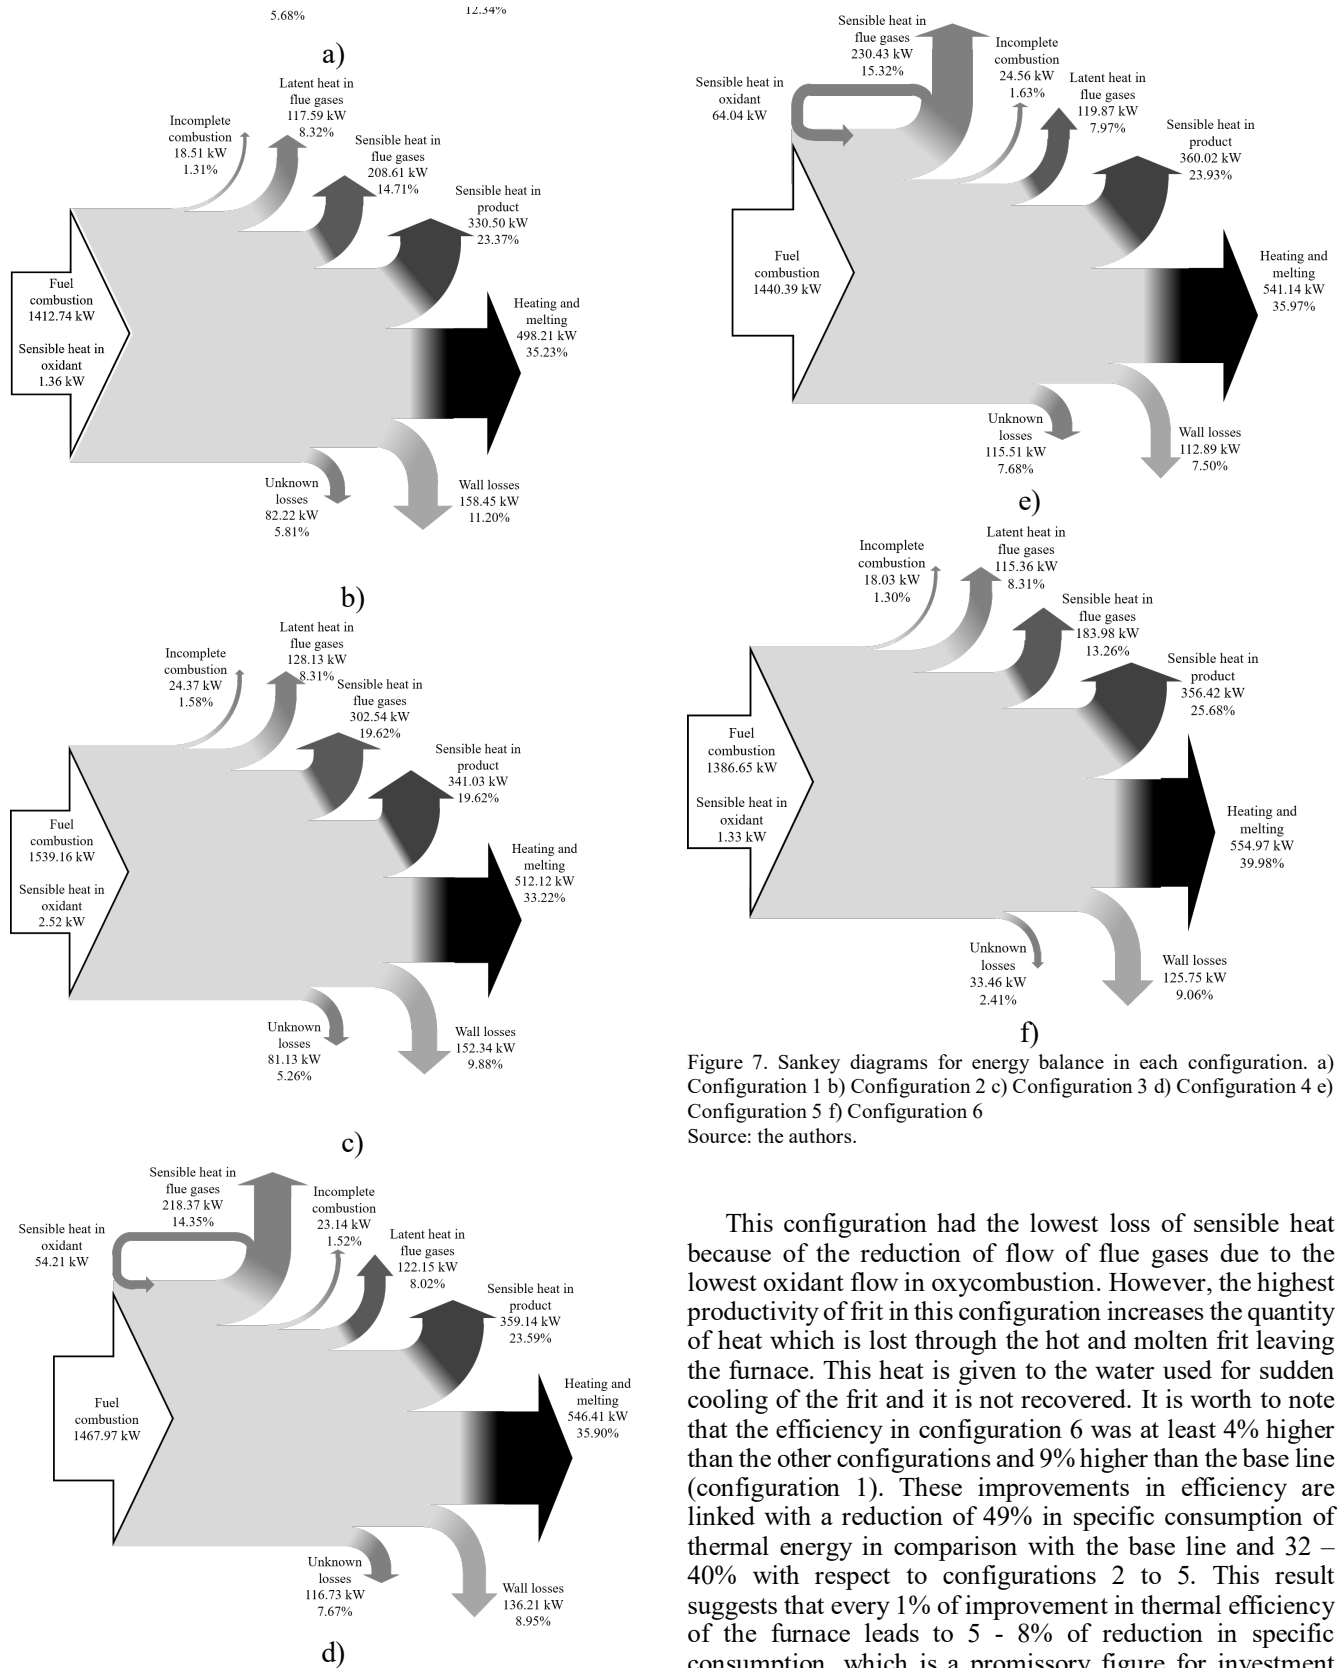 5.68%
12.34%
a)
Latent heat in
flue gases
117.59 kW
8.32%
Incomplete
combustion
18.51 kW
1.31%
Sensible heat in
flue gases
208.61 kW
14.71%
Sensible heat in
product
330.50 kW
23.37%
Fuel
combustion
1412.74 kW
Sensible heat in
oxidant
1.36 kW
Heating and
melting
498.21 kW
35.23%
Unknown
losses
82.22 kW
5.81%
Wall losses
158.45 kW
11.20%
b)
Latent heat in
flue gases
128.13 kW
8.31%
Incomplete
combustion
24.37 kW
1.58%
Sensible heat in
flue gases
302.54 kW
19.62%
Sensible heat in
product
341.03 kW
19.62%
Fuel
combustion
1539.16 kW
Sensible heat in
oxidant
2.52 kW
Heating and
melting
512.12 kW
33.22%
Unknown
losses
81.13 kW
5.26%
Wall losses
152.34 kW
9.88%
c)
Sensible heat in
flue gases
218.37 kW
14.35%
Sensible heat in
oxidant
54.21 kW
Incomplete
combustion
23.14 kW
1.52%
Latent heat in
flue gases
122.15 kW
8.02%
Sensible heat in
product
359.14 kW
23.59%
Fuel
combustion
1467.97 kW
Heating and
melting
546.41 kW
35.90%
Unknown
losses
116.73 kW
7.67%
Wall losses
136.21 kW
8.95%
d)
Sensible heat in
flue gases
230.43 kW
15.32%
Sensible heat in
oxidant
64.04 kW
Incomplete
combustion
24.56 kW
1.63%
Latent heat in
flue gases
119.87 kW
7.97%
Sensible heat in
product
360.02 kW
23.93%
Fuel
combustion
1440.39 kW
Heating and
melting
541.14 kW
35.97%
Unknown
losses
115.51 kW
7.68%
Wall losses
112.89 kW
7.50%
e)
Latent heat in
flue gases
115.36 kW
8.31%
Incomplete
combustion
18.03 kW
1.30%
Sensible heat in
flue gases
183.98 kW
13.26%
Sensible heat in
product
356.42 kW
25.68%
Fuel
combustion
1386.65 kW
Sensible heat in
oxidant
1.33 kW
Heating and
melting
554.97 kW
39.98%
Unknown
losses
33.46 kW
2.41%
Wall losses
125.75 kW
9.06%
f)
Figure 7. Sankey diagrams for energy balance in each configuration. a)
Configuration 1 b) Configuration 2 c) Configuration 3 d) Configuration 4 e)
Configuration 5 f) Configuration 6
Source: the authors.
This configuration had the lowest loss of sensible heat
because of the reduction of flow of flue gases due to the
lowest oxidant flow in oxycombustion. However, the highest
productivity of frit in this configuration increases the quantity
of heat which is lost through the hot and molten frit leaving
the furnace. This heat is given to the water used for sudden
cooling of the frit and it is not recovered. It is worth to note
that the efficiency in configuration 6 was at least 4% higher
than the other configurations and 9% higher than the base line
(configuration 1). These improvements in efficiency are
linked with a reduction of 49% in specific consumption of
thermal energy in comparison with the base line and 32 –
40% with respect to configurations 2 to 5. This result
suggests that every 1% of improvement in thermal efficiency
of the furnace leads to 5 - 8% of reduction in specific
consumption, which is a promissory figure for investment